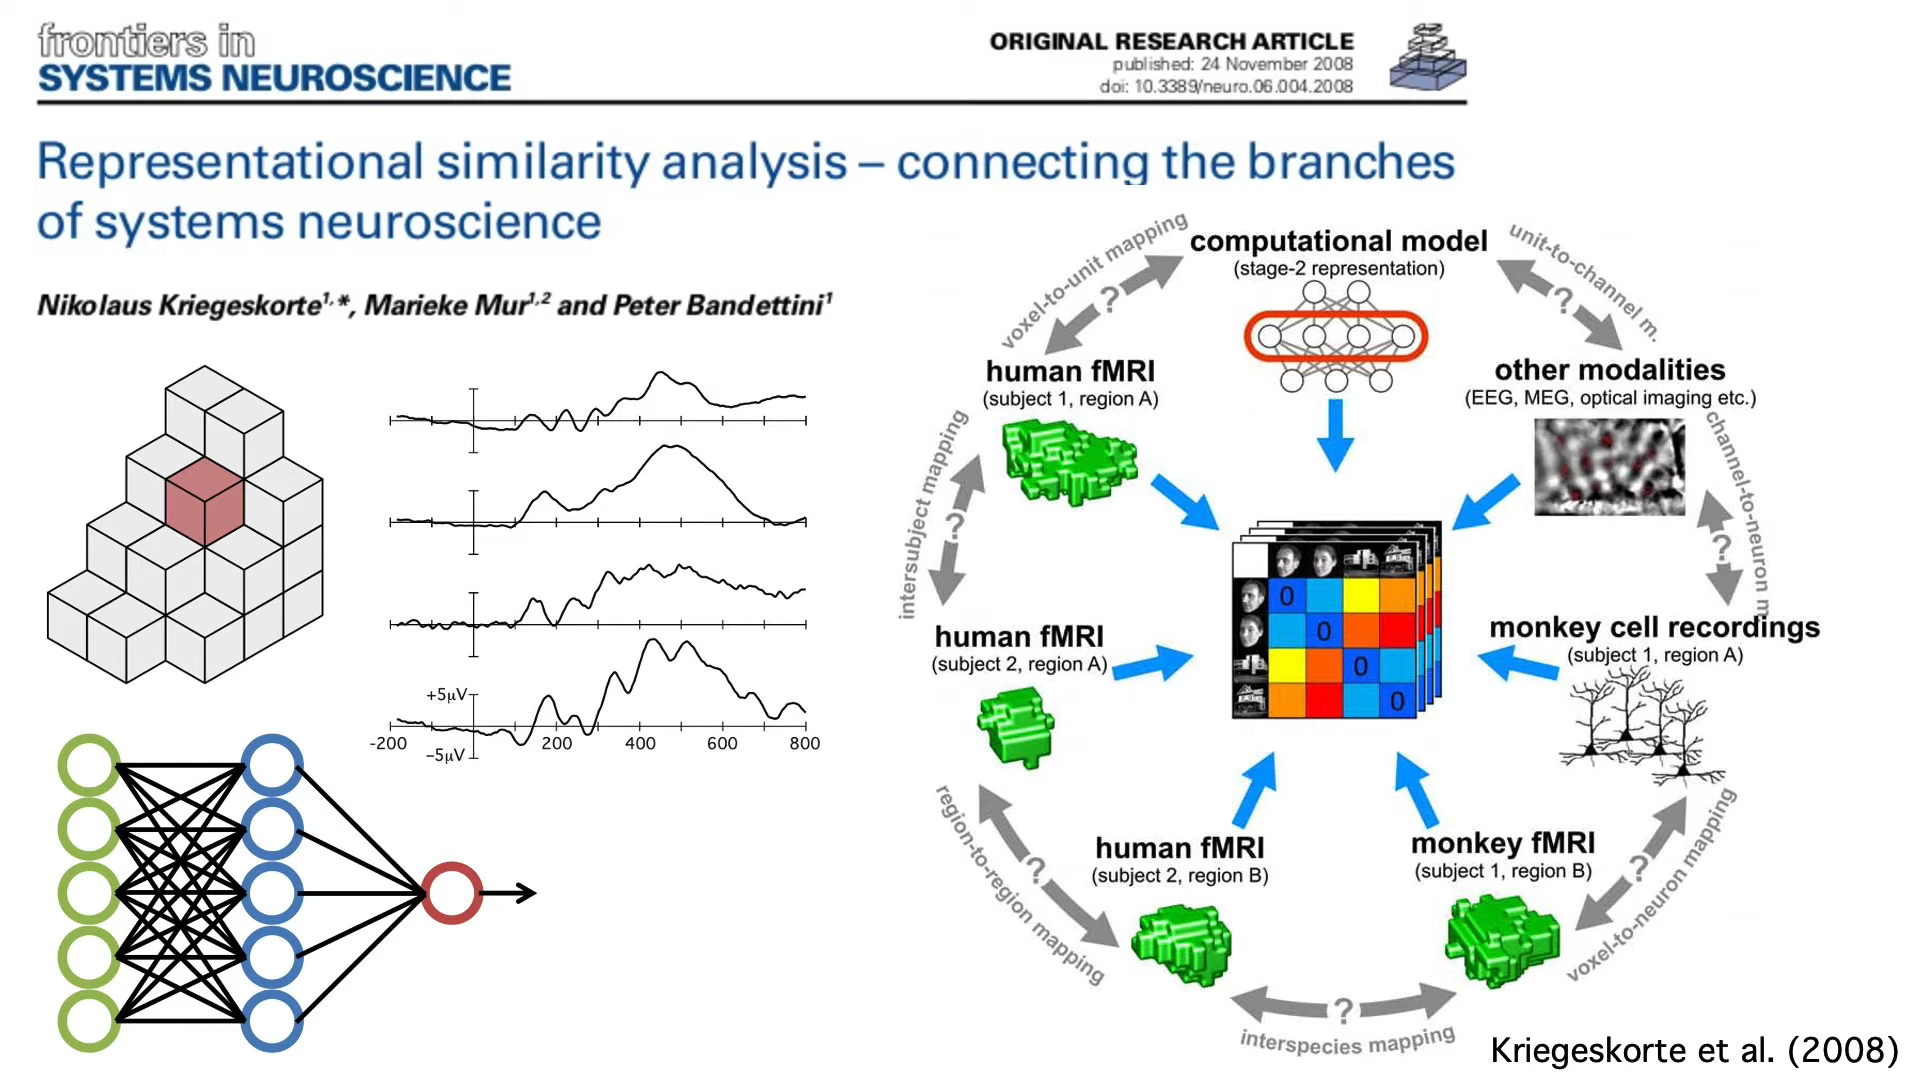 frontiers in
SYSTEMS NEUROSCIENCE
ORIGINAL RESEARCH ARTICLE
published: 24 November 2008
doi: 10.3389/neuro.06.004.2008
Representational similarity analysis – connecting the branches
of systems neuroscience
Nikolaus Kriegeskorte1,*, Marieke Mur1,2 and Peter Bandettini1
+5µV
–5µV
-200
200
400
600
800
computational model
(stage-2 representation)
voxel-to-unit mapping
?
unit-to-channel m.
?
human fMRI
(subject 1, region A)
other modalities
(EEG, MEG, optical imaging etc.)
intersubject mapping
?
channel-to-neuron m
?
0
0
0
0
human fMRI
(subject 2, region A)
monkey cell recordings
(subject 1, region A)
region-to-region mapping
?
human fMRI
(subject 2, region B)
monkey fMRI
(subject 1, region B)
voxel-to-neuron mapping
?
?
interspecies mapping
Kriegeskorte et al. (2008)